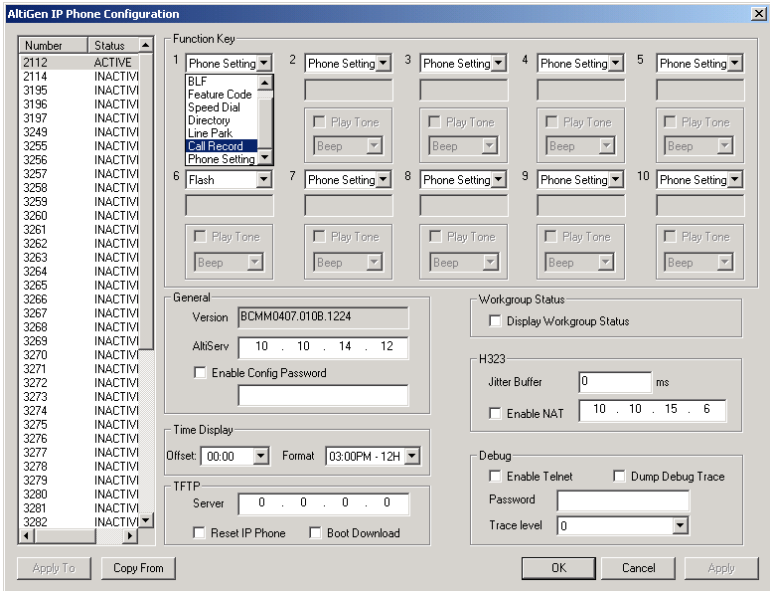 AltiGen IP Phone Configuration
Number Status
2112 ACTIVE
2114 INACTIVI
3195 INACTIVI
3196 INACTIVI
3197 INACTIVI
3249 INACTIVI
3255 INACTIVI
3256 INACTIVI
3257 INACTIVI
3258 INACTIVI
3259 INACTIVI
3260 INACTIVI
3261 INACTIVI
3262 INACTIVI
3263 INACTIVI
3264 INACTIVI
3265 INACTIVI
3266 INACTIVI
3267 INACTIVI
3268 INACTIVI
3269 INACTIVI
3270 INACTIVI
3271 INACTIVI
3272 INACTIVI
3273 INACTIVI
3274 INACTIVI
3275 INACTIVI
3276 INACTIVI
3277 INACTIVI
3278 INACTIVI
3279 INACTIVI
3280 INACTIVI
3281 INACTIVI
3282 INACTIVI
Function Key
1 Phone Setting 2 Phone Setting 3 Phone Setting 4 Phone Setting 5 Phone Setting
BLF
Feature Code
Speed Dial
Directory
Line Park
Call Record
Phone Setting
Play Tone Play Tone Play Tone Play Tone
Beep Beep Beep Beep
6 Flash 7 Phone Setting 8 Phone Setting 9 Phone Setting 10 Phone Setting
Play Tone Play Tone Play Tone Play Tone Play Tone
Beep Beep Beep Beep Beep
General
Version BCMM0407.010B.1224
AltiServ 10 . 10 . 14 . 12
Enable Config Password
Time Display
Offset: 00:00 Format 03:00PM - 12H
TFTP
Server 0 . 0 . 0 . 0
Reset IP Phone Boot Download
Workgroup Status
Display Workgroup Status
H323
Jitter Buffer 0 ms
Enable NAT 10 . 10 . 15 . 6
Debug
Enable Telnet Dump Debug Trace
Password
Trace level 0
Apply To Copy From OK Cancel Apply